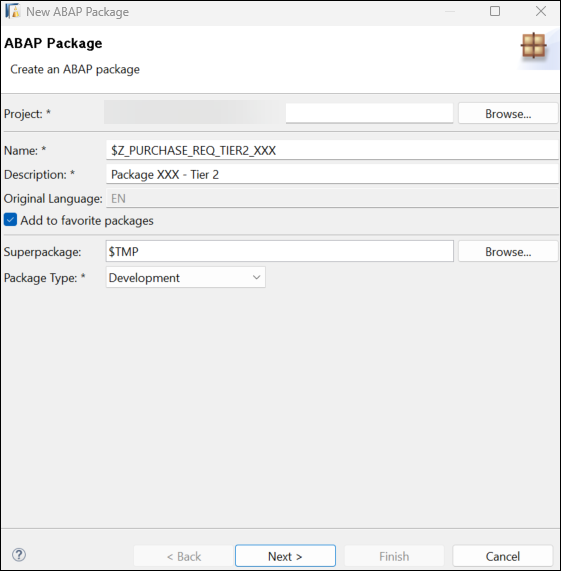 New ABAP Package
ABAP Package
Create an ABAP package
Project: *
Browse...
Name: * $Z_PURCHASE_REQ_TIER2_XXX
Description: * Package XXX - Tier 2
Original Language: EN
Add to favorite packages
Superpackage: $TMP Browse...
Package Type: * Development
? < Back Next > Finish Cancel